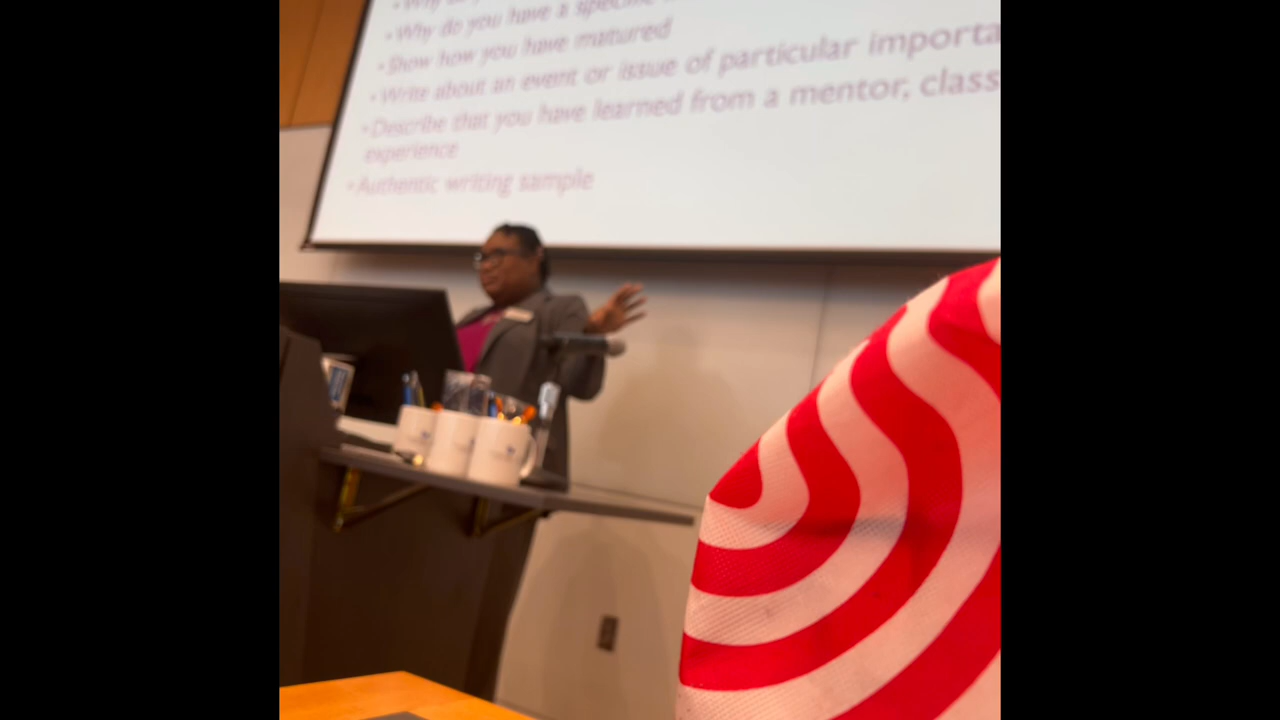 • Why do you have a specific
• Show how you have matured
• Write about an event or issue of particular importa
• Describe that you have learned from a mentor, class
experience
• Authentic writing sample